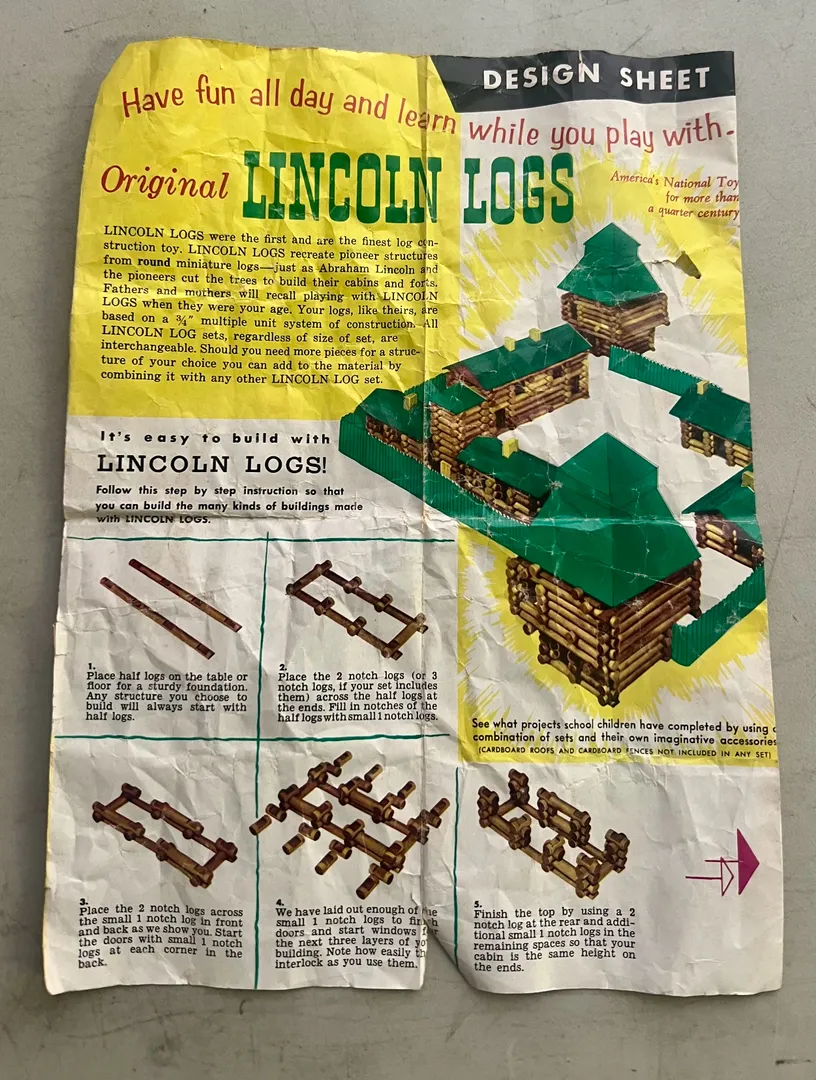 DESIGN SHEET
Have fun all day and learn while you play with-
Original LINCOLN LOGS
America's National Toy
for more than
a quarter century
LINCOLN LOGS were the first and are the finest log con-
struction toy. LINCOLN LOGS recreate pioneer structures
from round miniature logs—just as Abraham Lincoln and
the pioneers cut the trees to build their cabins and forts.
Fathers and mothers will recall playing with LINCOLN
LOGS when they were your age. Your logs, like theirs, are
based on a ¾" multiple unit system of construction. All
LINCOLN LOG sets, regardless of size of set, are
interchangeable. Should you need more pieces for a struc-
ture of your choice you can add to the material by
combining it with any other LINCOLN LOG set.
It's easy to build with
LINCOLN LOGS!
Follow this step by step instruction so that
you can build the many kinds of buildings made
with LINCOLN LOGS.
1.
Place half logs on the table or
floor for a sturdy foundation.
Any structure you choose to
build will always start with
half logs.
2.
Place the 2 notch logs (or 3
notch logs, if your set includes
them) across the half logs at
the ends. Fill in notches of the
half logs with small 1 notch logs.
See what projects school children have completed by using
combination of sets and their own imaginative accessories
(CARDBOARD ROOFS AND CARDBOARD FENCES NOT INCLUDED IN ANY SET)
3.
Place the 2 notch logs across
the small 1 notch log in front
and back as we show you. Start
the doors with small 1 notch
logs at each corner in the
back.
4.
We have laid out enough of the
small 1 notch logs to finish
doors and start windows for
the next three layers of
building. Note how easily
interlock as you use them.
5.
Finish the top by using a 2
notch log at the rear and addi-
tional small 1 notch logs in the
remaining spaces so that your
cabin is the same height on
the ends.